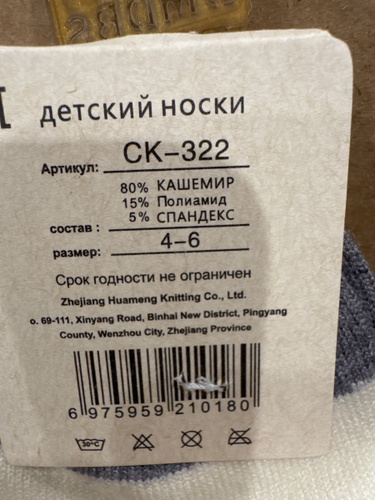 детский носки
Артикул: СК-322
80% КАШЕМИР
15% Полиамид
состав : 5% СПАНДЕКС
размер: 4-6
Срок годности не ограничен
Zhejiang Huameng Knitting Co., Ltd.
o. 69-111, Xinyang Road, Binhai New District, Pingyang
County, Wenzhou City, Zhejiang Province
6 975959 210180
30°C